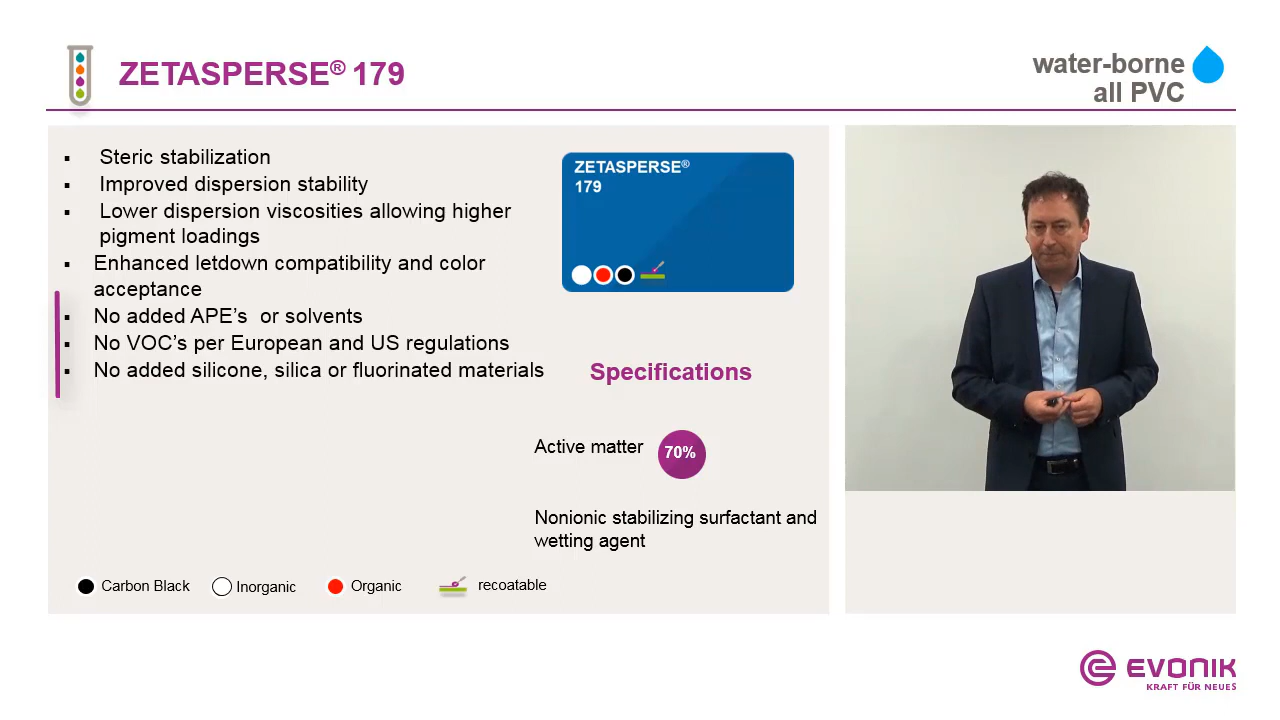 ZETASPERSE® 179
water-borne
all PVC
▪ Steric stabilization
▪ Improved dispersion stability
▪ Lower dispersion viscosities allowing higher
pigment loadings
▪ Enhanced letdown compatibility and color
acceptance
▪ No added APE’s or solvents
▪ No VOC’s per European and US regulations
▪ No added silicone, silica or fluorinated materials
ZETASPERSE®
179
Specifications
Active matter 70%
Nonionic stabilizing surfactant and
wetting agent
Carbon Black Inorganic Organic recoatable
EVONIK
KRAFT FÜR NEUES